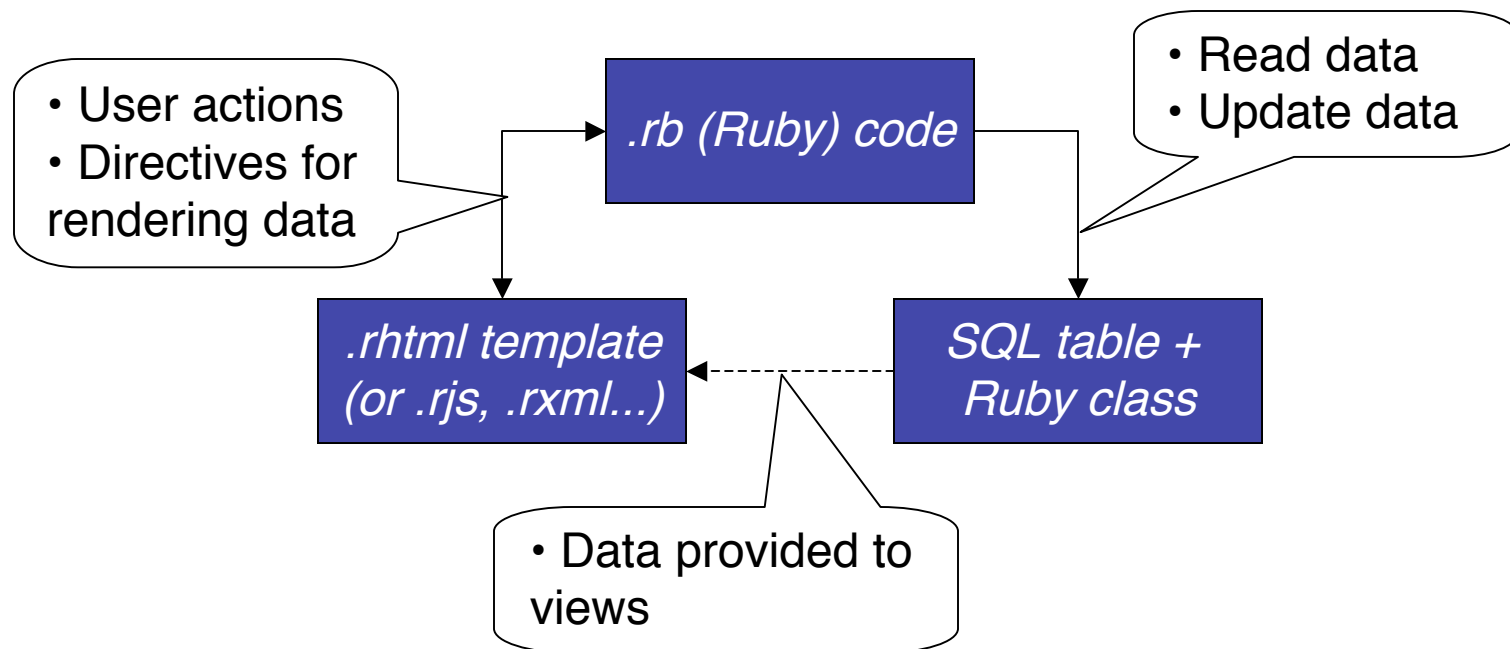 • User actions
• Directives for
rendering data
.rb (Ruby) code
• Read data
• Update data
.rhtml template
(or .rjs, .rxml...)
SQL table +
Ruby class
• Data provided to
views